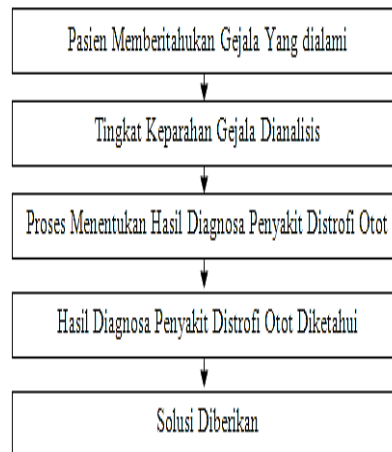 Pasien Memberitahukan Gejala Yang dialami
Tingkat Keparahan Gejala Dianalisis
Proses Menentukan Hasil Diagnosa Penyakit Distrofi Otot
Hasil Diagnosa Penyakit Distrofi Otot Diketahui
Solusi Diberikan